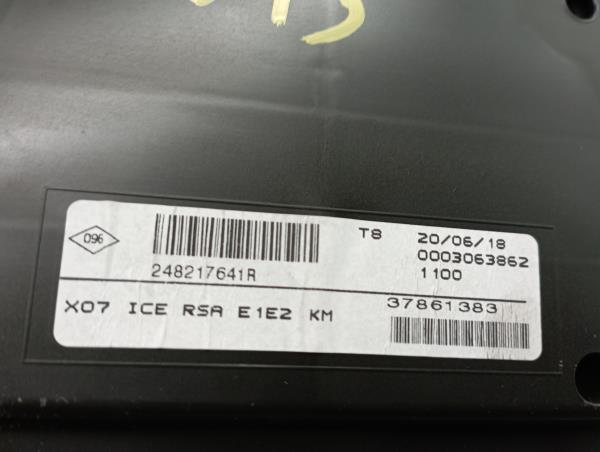 096
T8 20/06/18
0003063862
248217641R
1100
X07 ICE RSA E1E2 KM
37861383